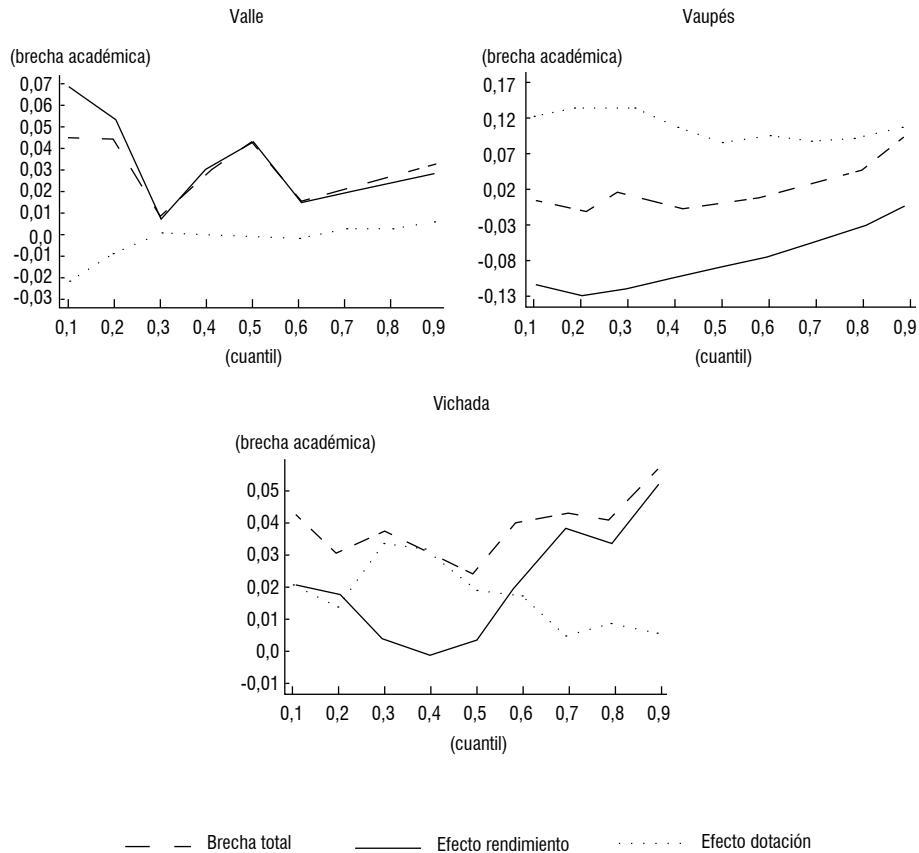 Valle
(brecha académica)
0,07
0,06
0,05
0,04
0,03
0,02
0,01
0,0
-0,01
-0,02
-0,03
0,1 0,2 0,3 0,4 0,5 0,6 0,7 0,8 0,9
(cuantil)
Vaupés
(brecha académica)
0,17
0,12
0,07
0,02
-0,03
-0,08
-0,13
0,1 0,2 0,3 0,4 0,5 0,6 0,7 0,8 0,9
(cuantil)
Vichada
(brecha académica)
0,05
0,04
0,03
0,02
0,01
0,0
-0,01
0,1 0,2 0,3 0,4 0,5 0,6 0,7 0,8 0,9
(cuantil)
Brecha total Efecto rendimiento Efecto dotación